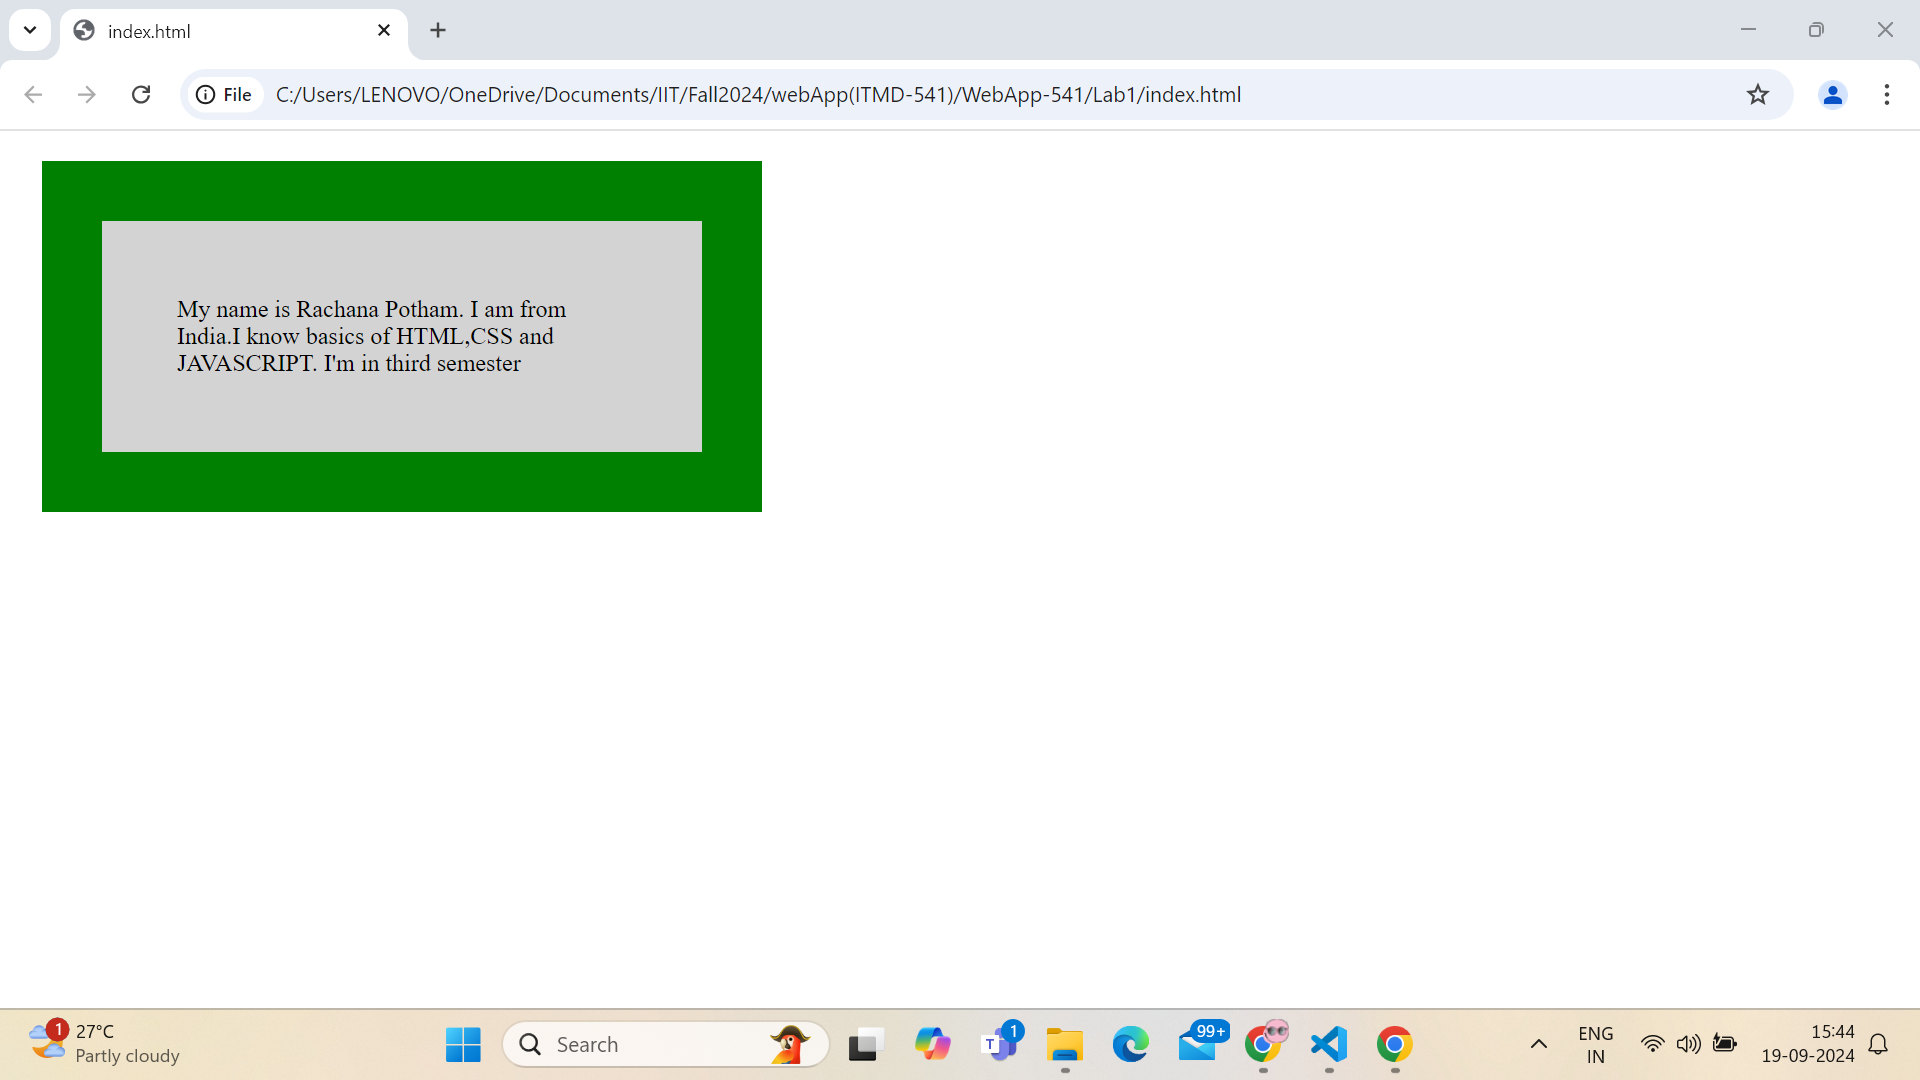 index.html
File
C:/Users/LENOVO/OneDrive/Documents/IIT/Fall2024/webApp(ITMD-541)/WebApp-541/Lab1/index.html
My name is Rachana Potham. I am from
India.I know basics of HTML,CSS and
JAVASCRIPT. I'm in third semester
1
27°C
Partly cloudy
Search
T
1
99+
ENG
IN
15:44
19-09-2024